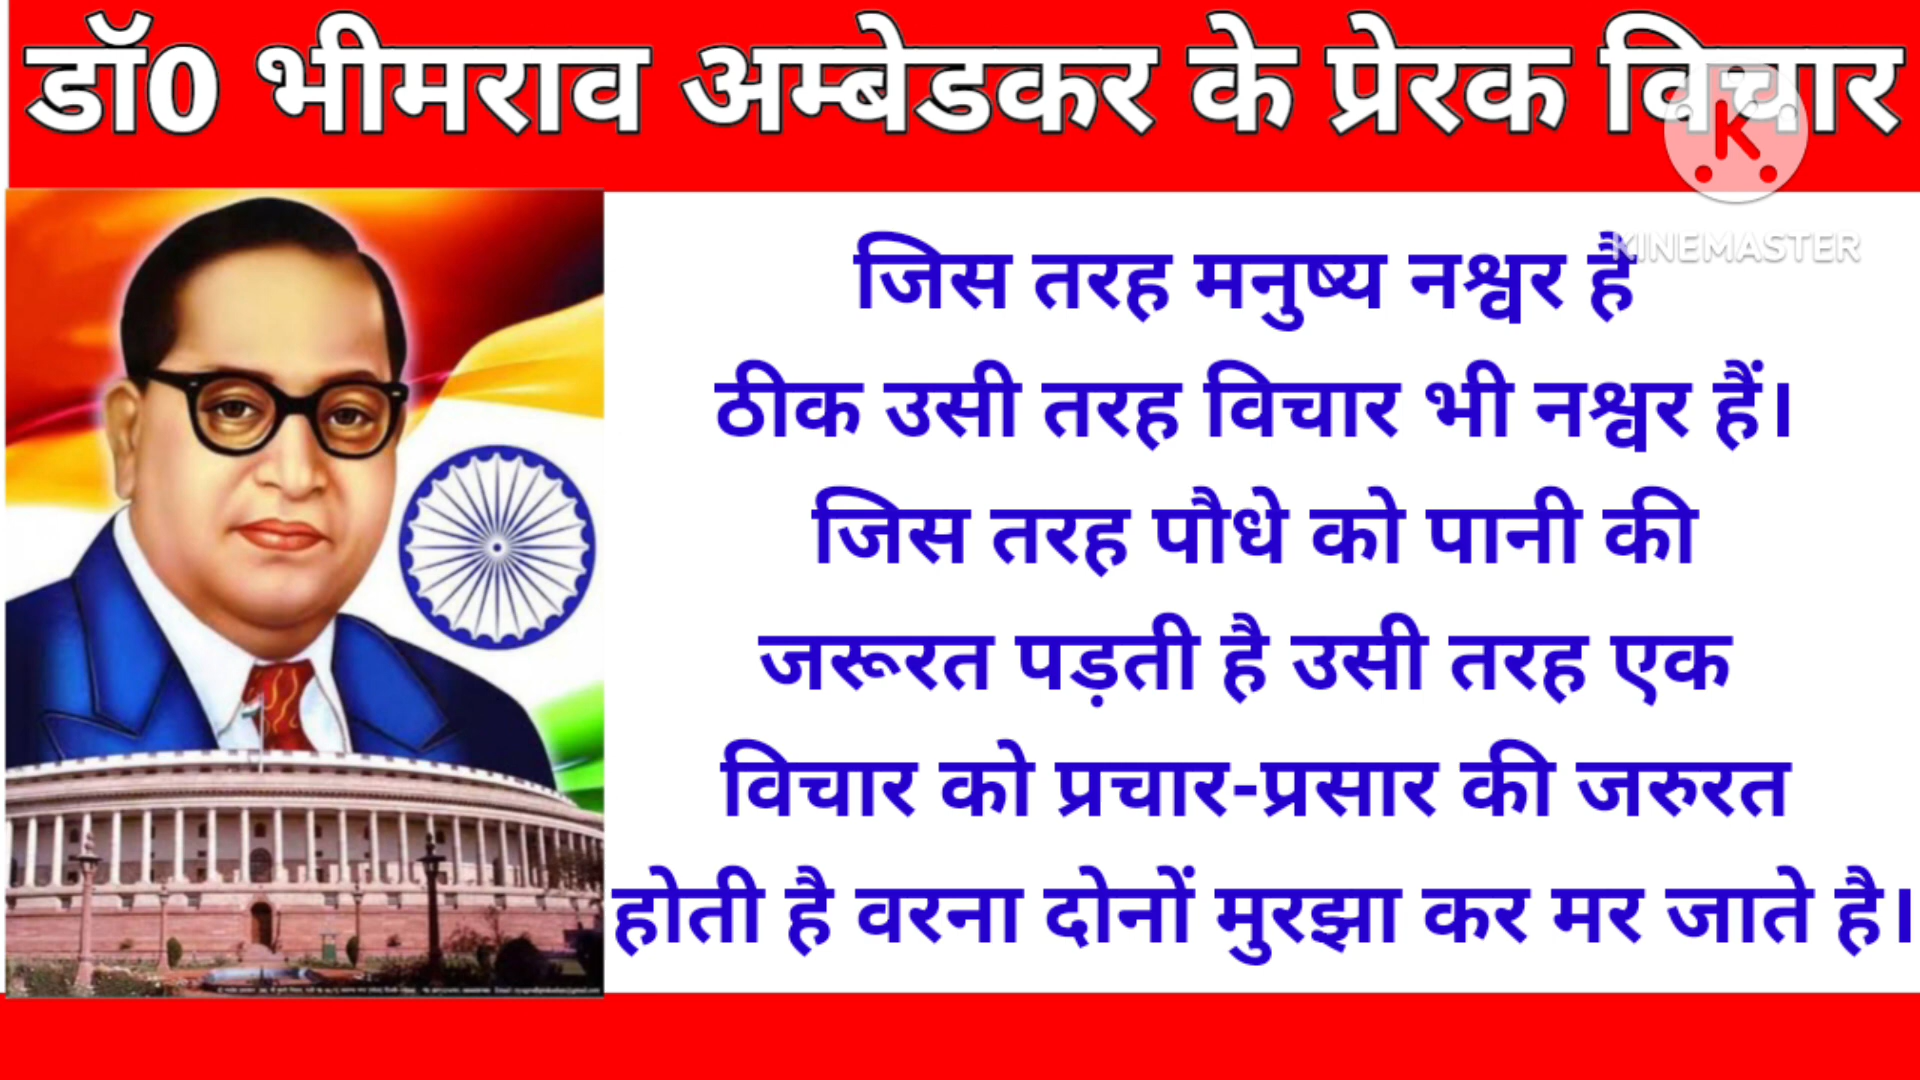 डॉ0 भीमराव अम्बेडकर के प्रेरक विचार
KINEMASTER
जिस तरह मनुष्य नश्वर है
ठीक उसी तरह विचार भी नश्वर हैं।
जिस तरह पौधे को पानी की
जरूरत पड़ती है उसी तरह एक
विचार को प्रचार-प्रसार की जरुरत
होती है वरना दोनों मुरझा कर मर जाते है।